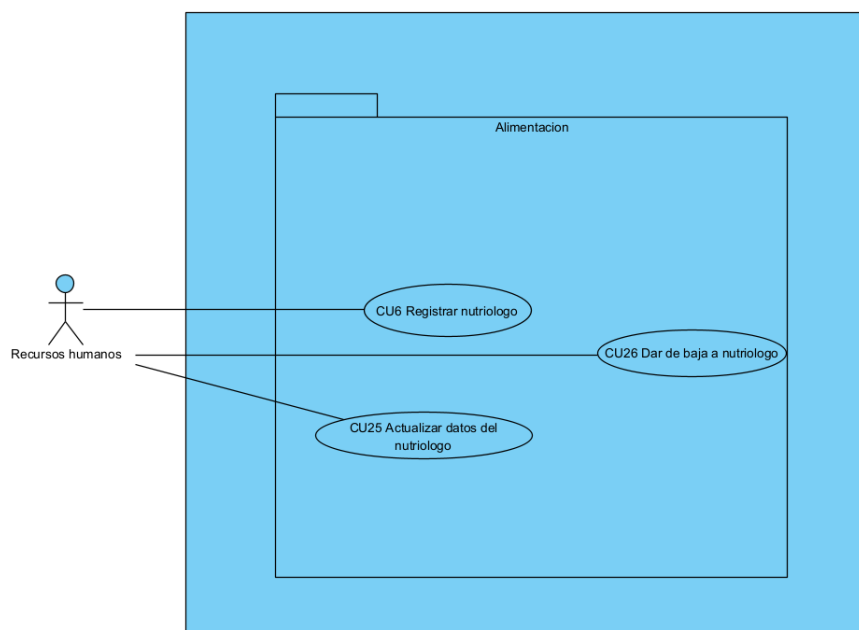 Alimentacion
CU6 Registrar nutriologo
Recursos humanos
CU26 Dar de baja a nutriologo
CU25 Actualizar datos del
nutriologo